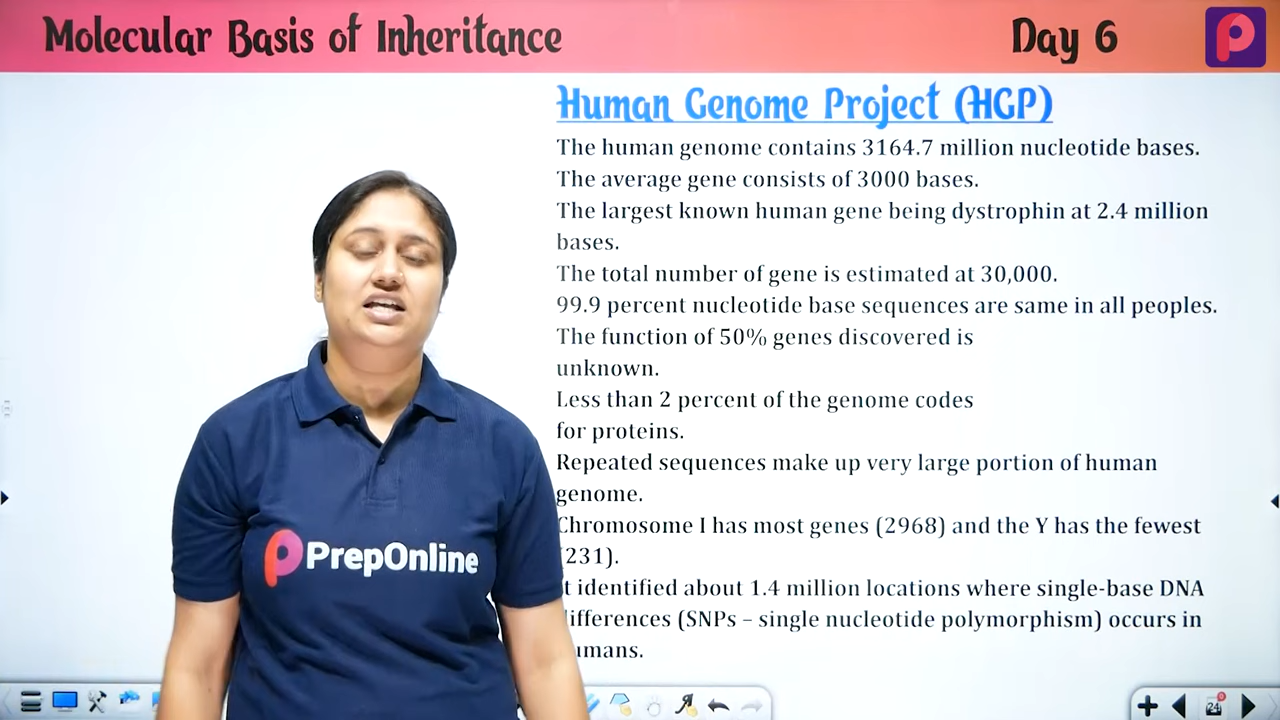 Molecular Basis of Inheritance
Day 6
Human Genome Project (HGP)
The human genome contains 3164.7 million nucleotide bases.
The average gene consists of 3000 bases.
The largest known human gene being dystrophin at 2.4 million
bases.
The total number of gene is estimated at 30,000.
99.9 percent nucleotide base sequences are same in all peoples.
The function of 50% genes discovered is
unknown.
Less than 2 percent of the genome codes
for proteins.
Repeated sequences make up very large portion of human
genome.
Chromosome I has most genes (2968) and the Y has the fewest
(231).
t identified about 1.4 million locations where single-base DNA
ifferences (SNPs – single nucleotide polymorphism) occurs in
umans.
PrepOnline
24